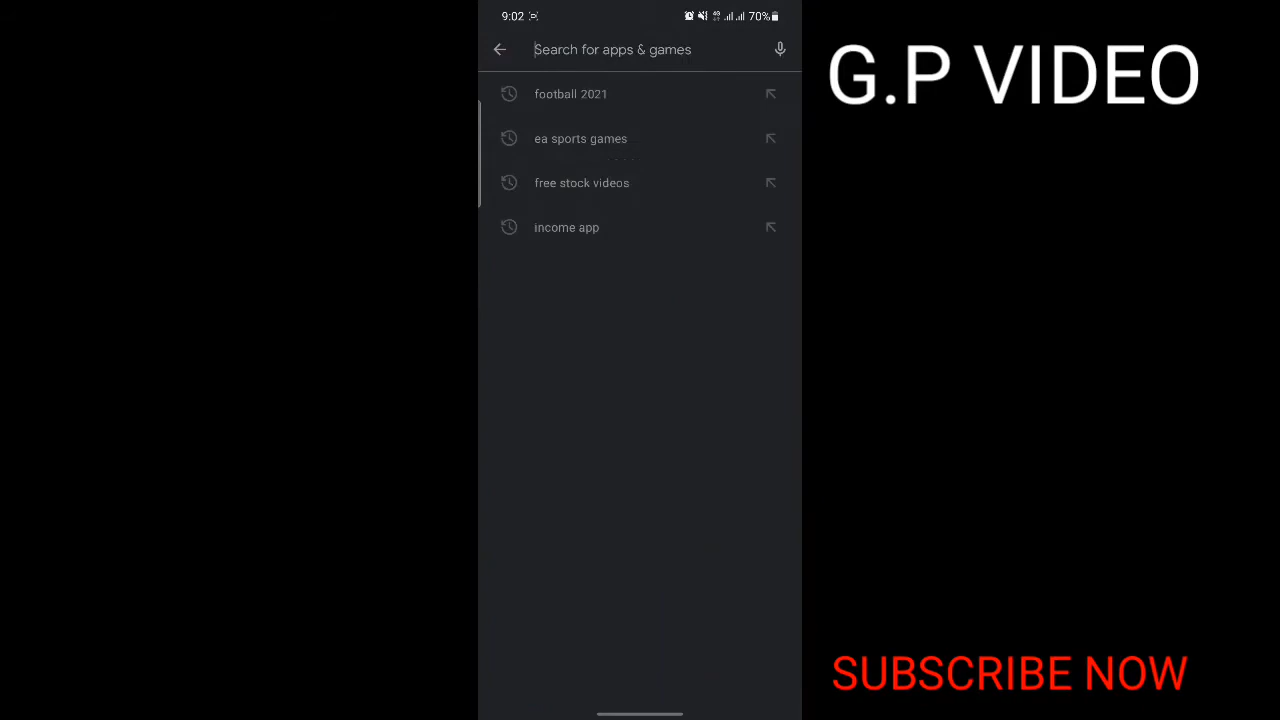 9:02
70%
Search for apps & games
football 2021
ea sports games
free stock videos
income app
G.P VIDEO
SUBSCRIBE NOW